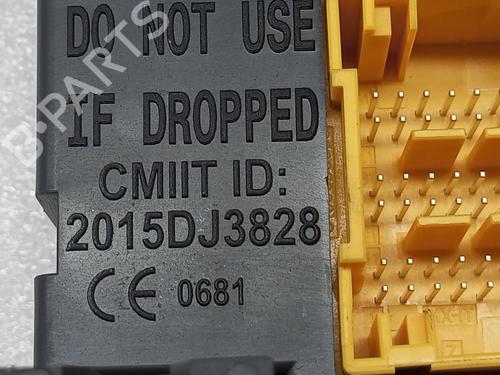 DO NOT USE
IF DROPPED
CMIIT ID:
2015DJ3828
CE 0681
B-PARTS